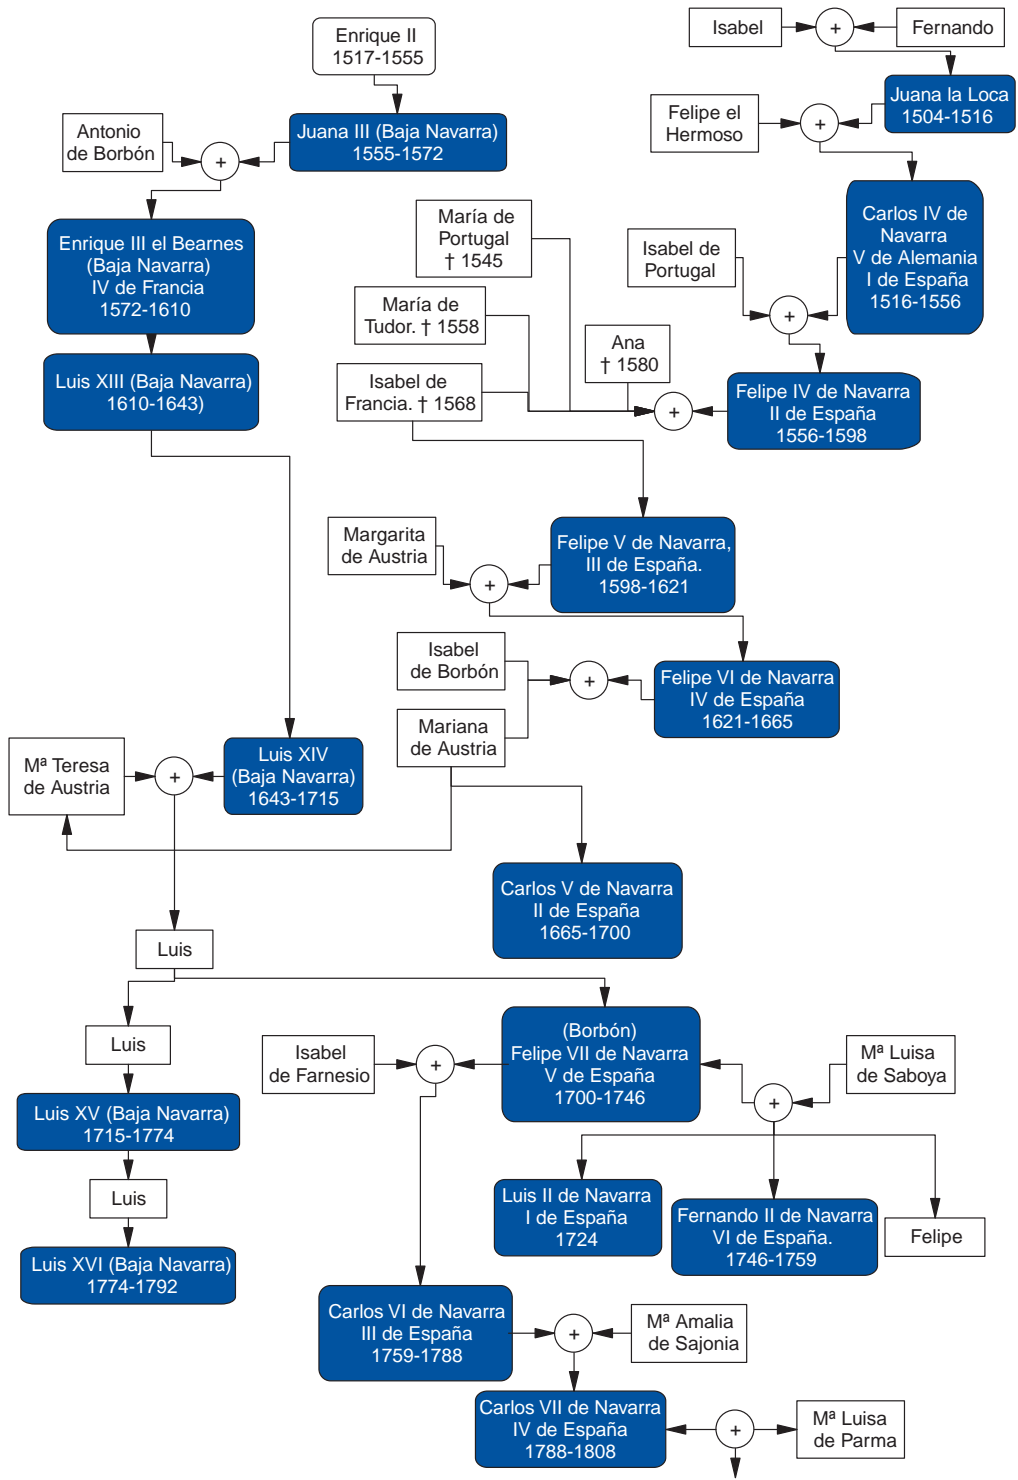 Enrique II
1517-1555
Isabel
+
Fernando
Juana la Loca
1504-1516
Felipe el
Hermoso
+
Antonio
de Borbón
+
Juana III (Baja Navarra)
1555-1572
Enrique III el Bearnes
(Baja Navarra)
IV de Francia
1572-1610
María de
Portugal
† 1545
Isabel de
Portugal
Carlos IV de
Navarra
V de Alemania
I de España
1516-1556
+
María de
Tudor. † 1558
Ana
† 1580
Luis XIII (Baja Navarra)
1610-1643)
Isabel de
Francia. † 1568
+
Felipe IV de Navarra
II de España
1556-1598
Margarita
de Austria
+
Felipe V de Navarra,
III de España.
1598-1621
Isabel
de Borbón
+
Felipe VI de Navarra
IV de España
1621-1665
Mariana
de Austria
Mª Teresa
de Austria
+
Luis XIV
(Baja Navarra)
1643-1715
Carlos V de Navarra
II de España
1665-1700
Luis
Luis
Isabel
de Farnesio
+
(Borbón)
Felipe VII de Navarra
V de España
1700-1746
+
Mª Luisa
de Saboya
Luis XV (Baja Navarra)
1715-1774
Luis
Luis II de Navarra
I de España
1724
Fernando II de Navarra
VI de España.
1746-1759
Felipe
Luis XVI (Baja Navarra)
1774-1792
Carlos VI de Navarra
III de España
1759-1788
+
Mª Amalia
de Sajonia
Carlos VII de Navarra
IV de España
1788-1808
+
Mª Luisa
de Parma